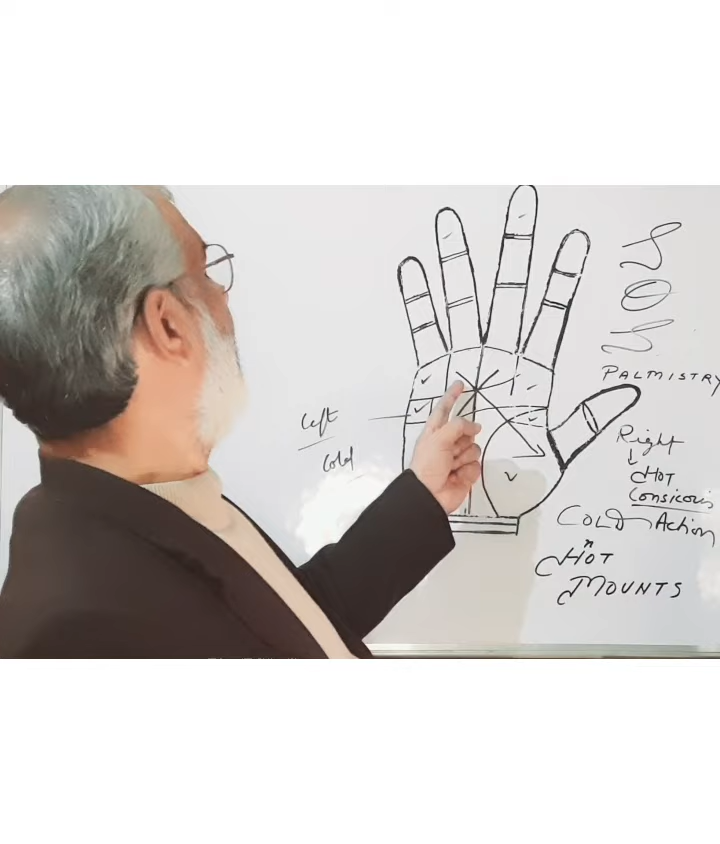 PALMISTRY
Left
Cold
Right
HOT
Consicous
COLD Action
HOT
MOUNTS